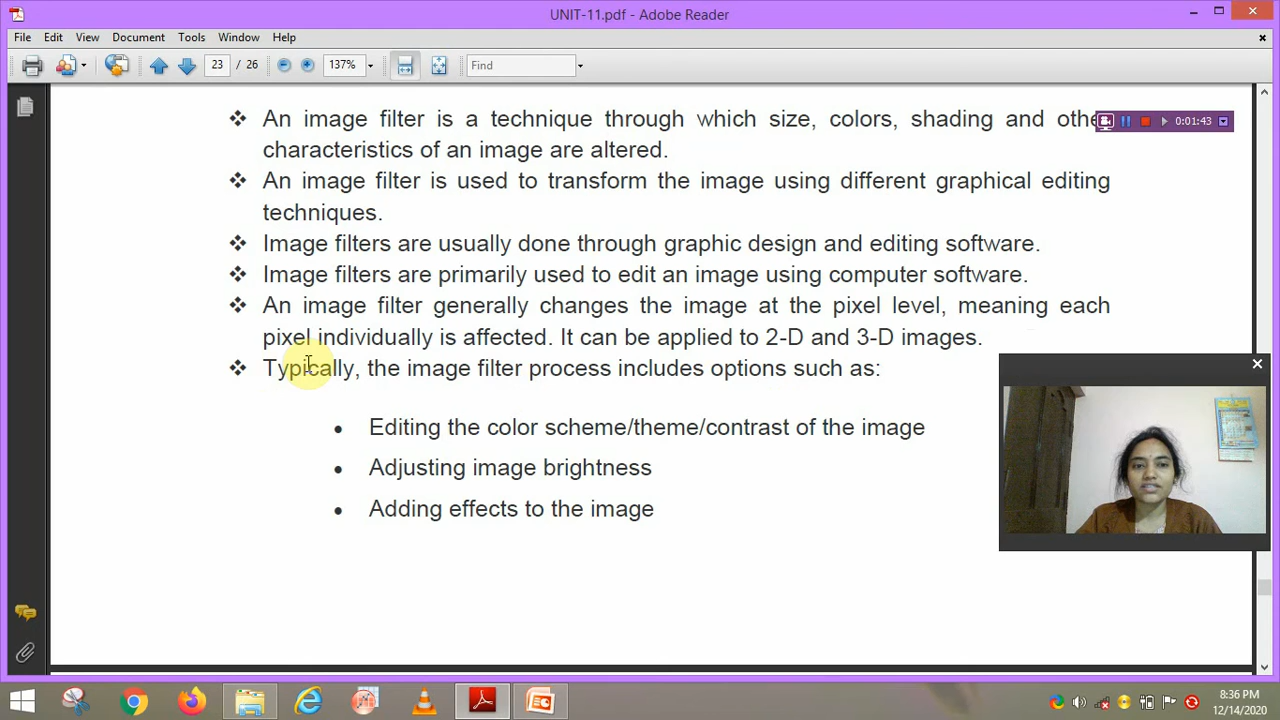 UNIT-11.pdf - Adobe Reader
File Edit View Document Tools Window Help
23 / 26 137% Find
❖ An image filter is a technique through which size, colors, shading and othe
0:01:43
characteristics of an image are altered.
❖ An image filter is used to transform the image using different graphical editing
techniques.
❖ Image filters are usually done through graphic design and editing software.
❖ Image filters are primarily used to edit an image using computer software.
❖ An image filter generally changes the image at the pixel level, meaning each
pixel individually is affected. It can be applied to 2-D and 3-D images.
❖ Typically, the image filter process includes options such as:
• Editing the color scheme/theme/contrast of the image
• Adjusting image brightness
• Adding effects to the image
8:36 PM
12/14/2020